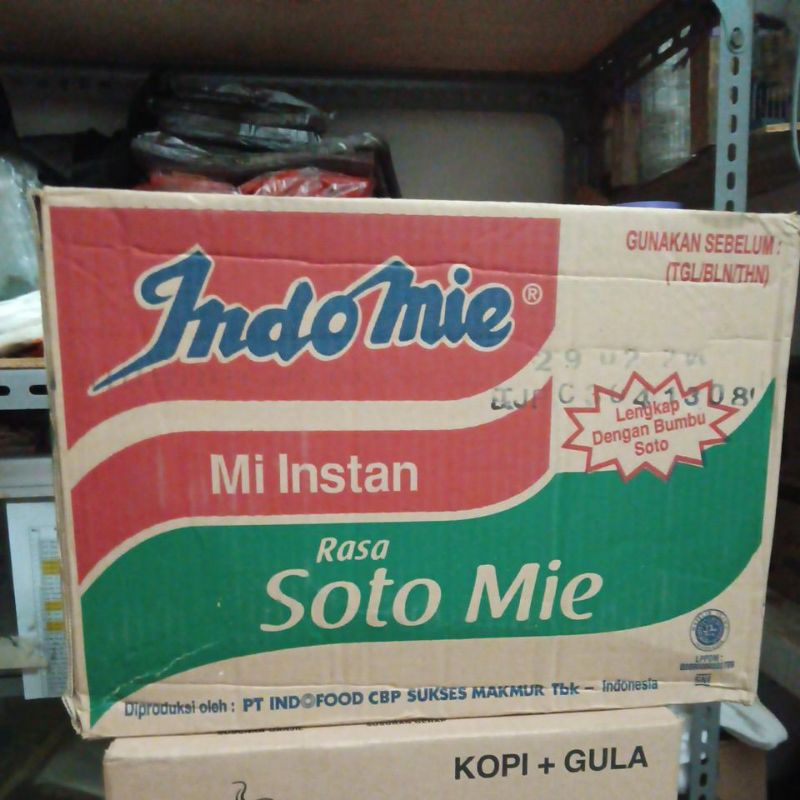 GUNAKAN SEBELUM :
(TGL/BLN/THN)
IndoMie®
Lengkap
Dengan Bumbu
Soto
Mi Instan
Rasa
Soto Mie
Diproduksi oleh : PT INDOFOOD CBP SUKSES MAKMUR Tbk – Indonesia
KOPI + GULA